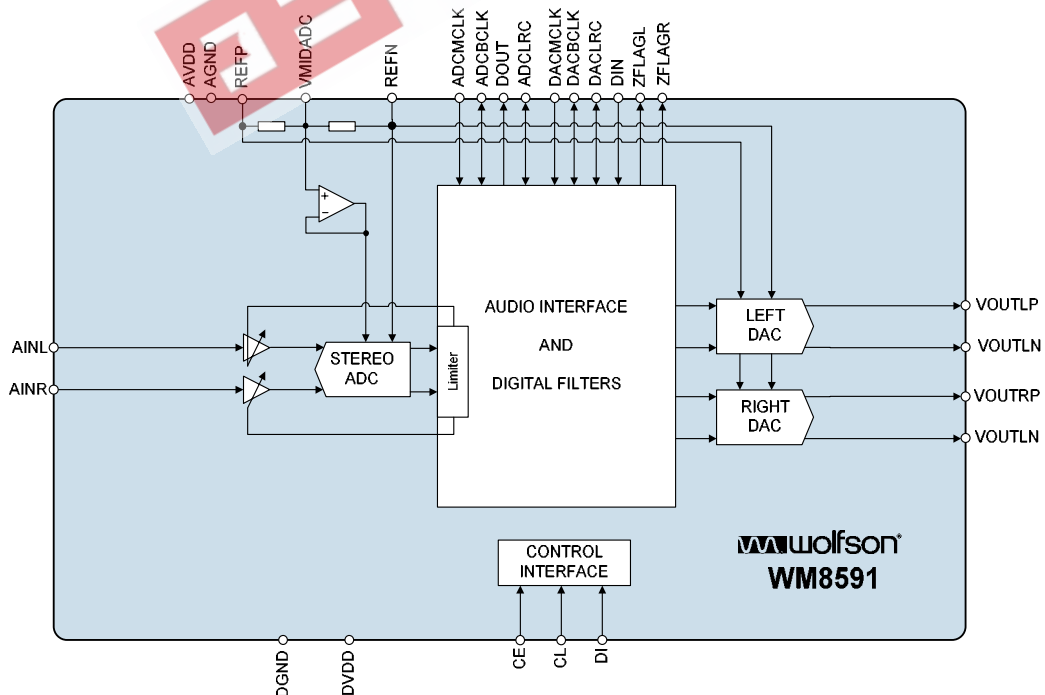 AVDD
AGND
REFP
VMIDADC
REFN
ADCMCLK
ADCBCLK
DOUT
ADCLRC
DACMCLK
DACBCLK
DACLRC
DIN
ZFLAGL
ZFLAGR
+
−
AUDIO INTERFACE
AND
DIGITAL FILTERS
LEFT
DAC
VOUTLP
VOUTLN
AINL
AINR
STEREO
ADC
Limiter
RIGHT
DAC
VOUTRP
VOUTLN
CONTROL
INTERFACE
wolfson
WM8591
DGND
DVDD
CE
CL
DI